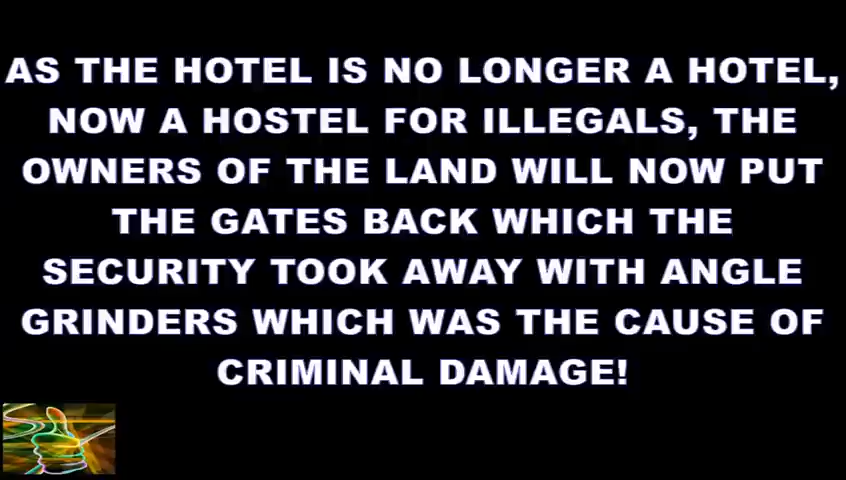 AS THE HOTEL IS NO LONGER A HOTEL,
NOW A HOSTEL FOR ILLEGALS, THE
OWNERS OF THE LAND WILL NOW PUT
THE GATES BACK WHICH THE
SECURITY TOOK AWAY WITH ANGLE
GRINDERS WHICH WAS THE CAUSE OF
CRIMINAL DAMAGE!